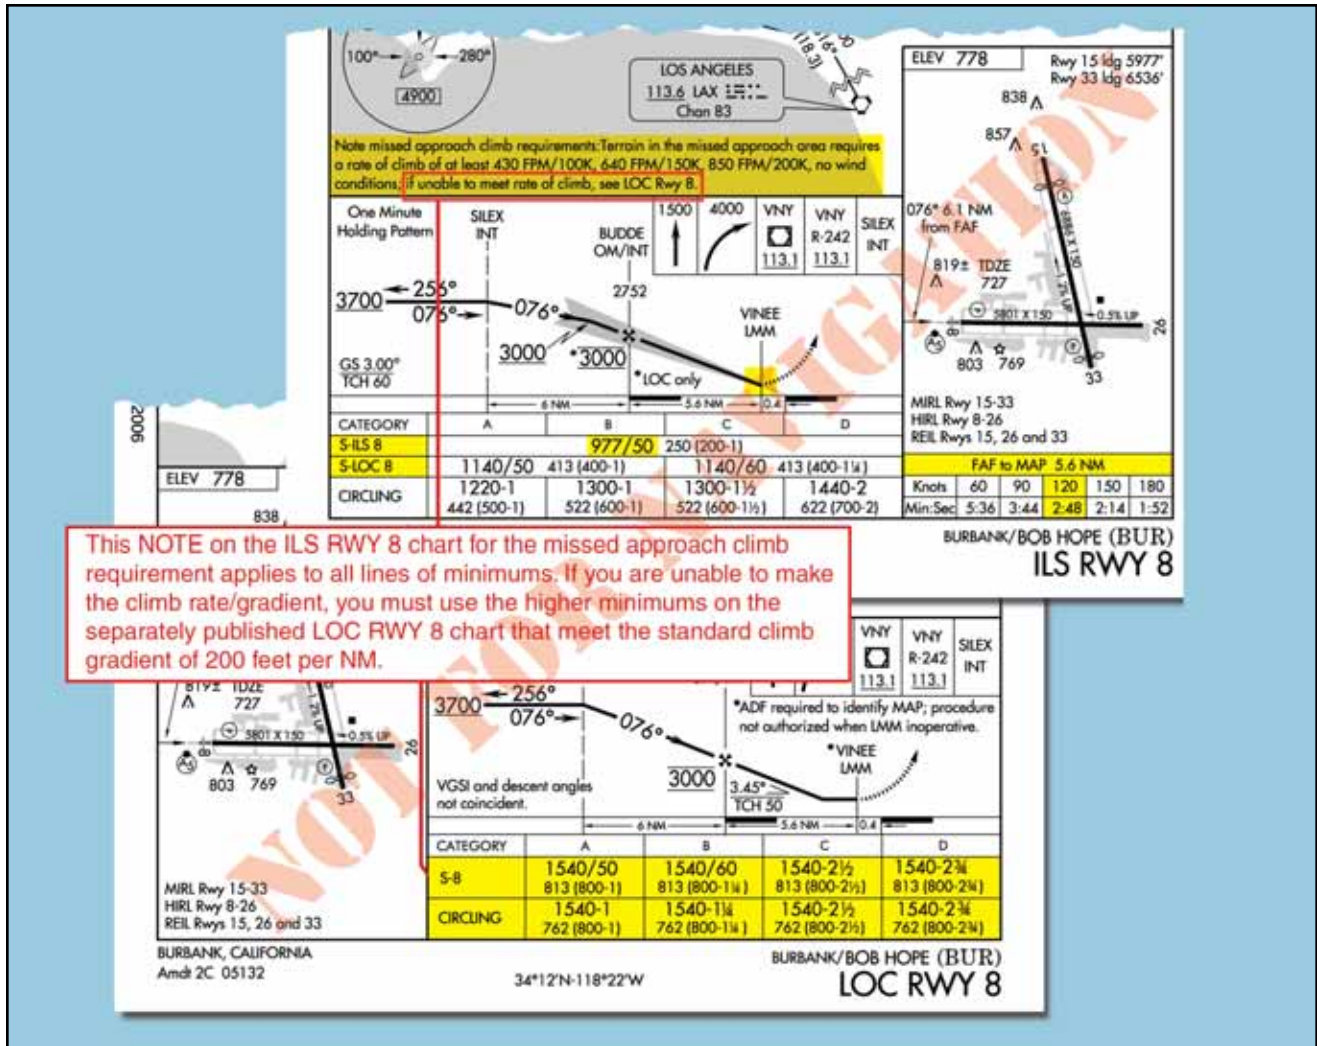 100° 280°
4900
LOS ANGELES
113.6 LAX
Chan 83
ELEV 778
Rwy 15 ldg 5977'
Rwy 33 ldg 6536'
838
857
Note missed approach climb requirements:Terrain in the missed approach area requires
a rate of climb of at least 430 FPM/100K, 640 FPM/150K, 850 FPM/200K, no wind
conditions; if unable to meet rate of climb, see LOC Rwy 8.
One Minute
Holding Pattern
SILEX
INT
BUDDE
OM/INT
2752
1500
4000
VNY
113.1
VNY
R-242
113.1
SILEX
INT
3700
256°
076°
076°
3000
*3000
VINEE
LMM
GS 3.00°
TCH 60
*LOC only
6 NM 5.6 NM 0.4
076° 6.1 NM
from FAF
819± TDZE
727
15
6886 X 150
1.2% UP
5801 X 150
0.5% UP
8
26
803 769
33
MIRL Rwy 15-33
HIRL Rwy 8-26
REIL Rwys 15, 26 and 33
CATEGORY A B C D
S-ILS 8 977/50 250 (200-1)
S-LOC 8 1140/50 413 (400-1) 1140/60 413 (400-1¼)
CIRCLING 1220-1 1300-1 1300-1½ 1440-2
442 (500-1) 522 (600-1) 522 (600-1½) 622 (700-2)
FAF to MAP 5.6 NM
Knots 60 90 120 150 180
Min:Sec 5:36 3:44 2:48 2:14 1:52
BURBANK/BOB HOPE (BUR)
ILS RWY 8
2006
ELEV 778
838
This NOTE on the ILS RWY 8 chart for the missed approach climb
requirement applies to all lines of minimums. If you are unable to make
the climb rate/gradient, you must use the higher minimums on the
separately published LOC RWY 8 chart that meet the standard climb
gradient of 200 feet per NM.
819± TDZE
727
1.2% UP
5801 X 150
0.5% UP
8
26
803 769
33
VNY
113.1
VNY
R-242
113.1
SILEX
INT
3700
256°
076°
076°
3000
*ADF required to identify MAP; procedure
not authorized when LMM inoperative.
*VINEE
LMM
3.45°
TCH 50
VGSI and descent angles
not coincident.
6 NM 5.6 NM 0.4
CATEGORY A B C D
S-8 1540/50 1540/60 1540-2½ 1540-2¾
813 (800-1) 813 (800-1¼) 813 (800-2½) 813 (800-2¾)
CIRCLING 1540-1 1540-1¼ 1540-2½ 1540-2¾
762 (800-1) 762 (800-1¼) 762 (800-2½) 762 (800-2¾)
MIRL Rwy 15-33
HIRL Rwy 8-26
REIL Rwys 15, 26 and 33
BURBANK, CALIFORNIA
Amdt 2C 05132
34°12'N-118°22'W
BURBANK/BOB HOPE (BUR)
LOC RWY 8
NOT FOR NAVIGATION